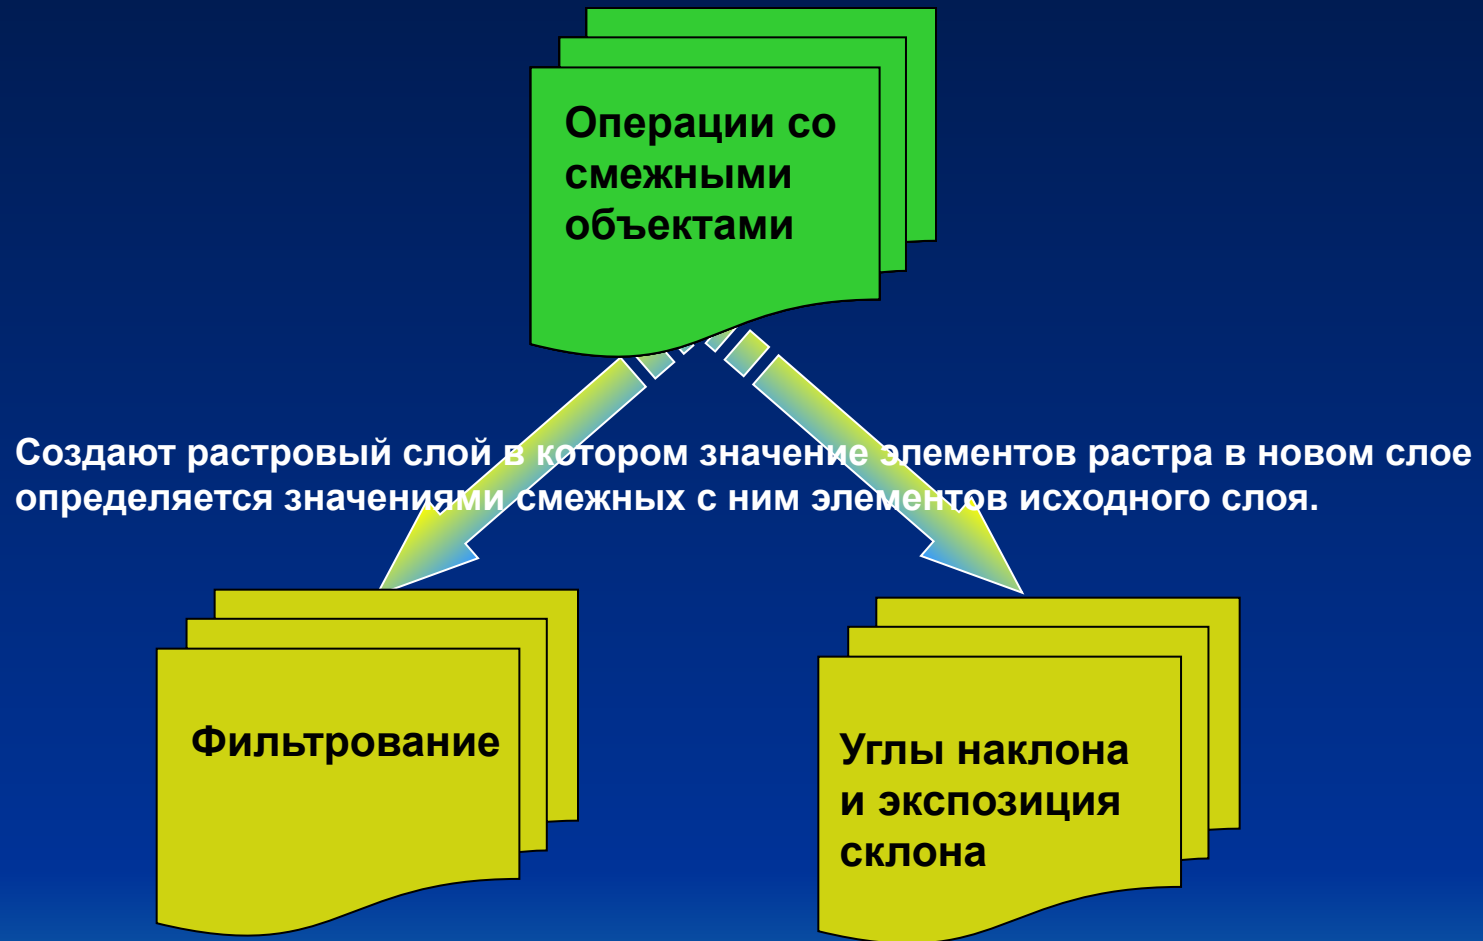 Операции со
смежными
объектами
Создают растровый слой в котором значение элементов растра в новом слое
определяется значениями смежных с ним элементов исходного слоя.
Фильтрование
Углы наклона
и экспозиция
склона